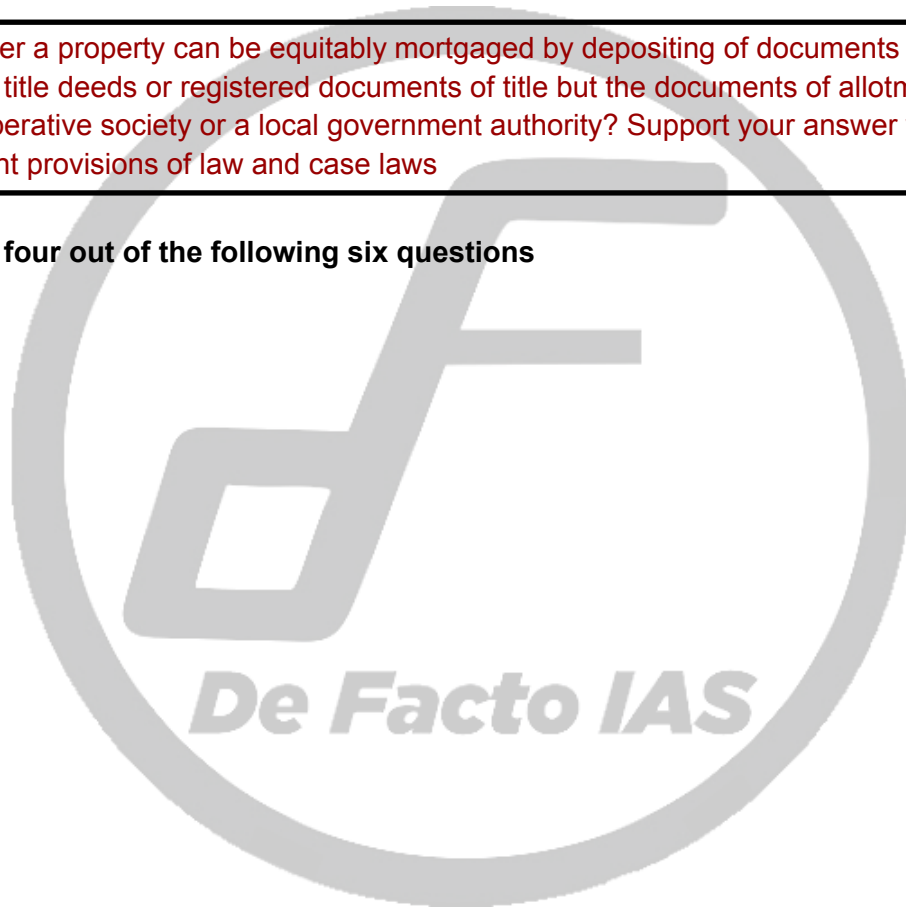 er a property can be equitably mortgaged by depositing of documents
title deeds or registered documents of title but the documents of allotm
perative society or a local government authority? Support your answer
nt provisions of law and case laws
four out of the following six questions
De Facto IAS